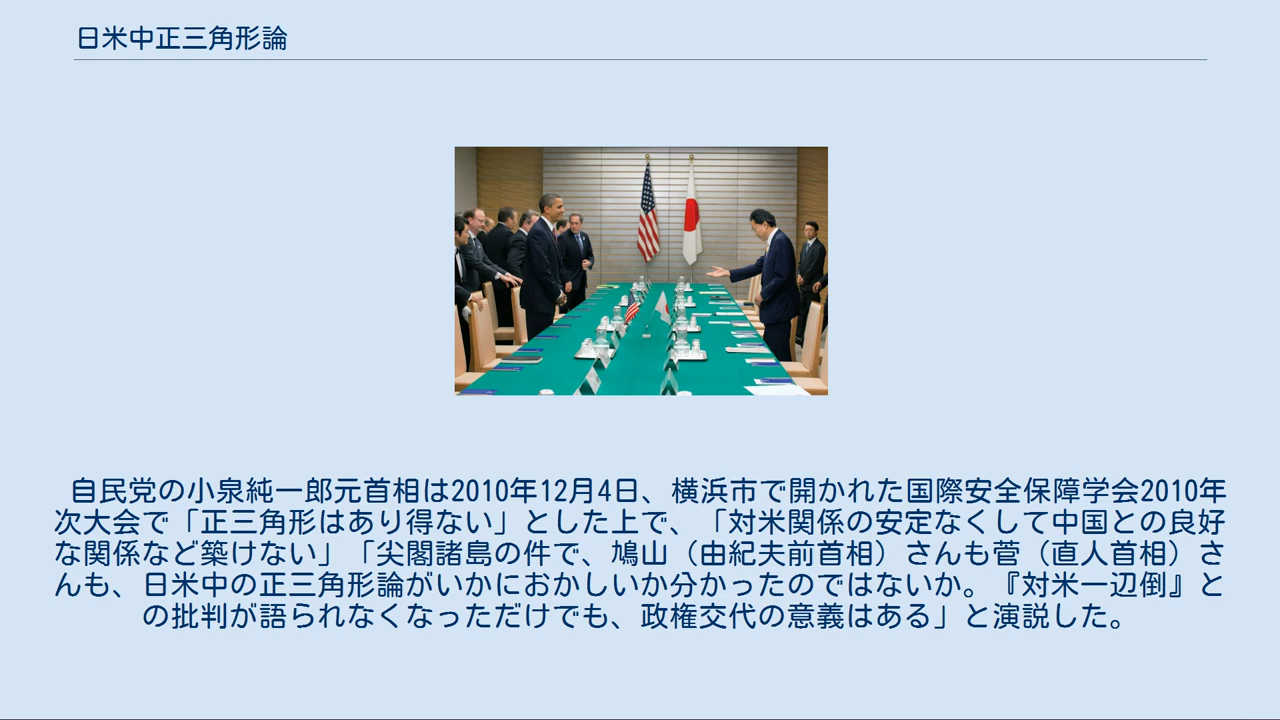 日米中正三角形論
自民党の小泉純一郎元首相は2010年12月4日、横浜市で開かれた国際安全保障学会2010年
次大会で「正三角形はあり得ない」とした上で、「対米関係の安定なくして中国との良好
な関係など築けない」「尖閣諸島の件で、鳩山（由紀夫前首相）さんも菅（直人首相）さ
んも、日米中の正三角形論がいかにおかしいか分かったのではないか。『対米一辺倒』と
の批判が語られなくなっただけでも、政権交代の意義はある」と演説した。